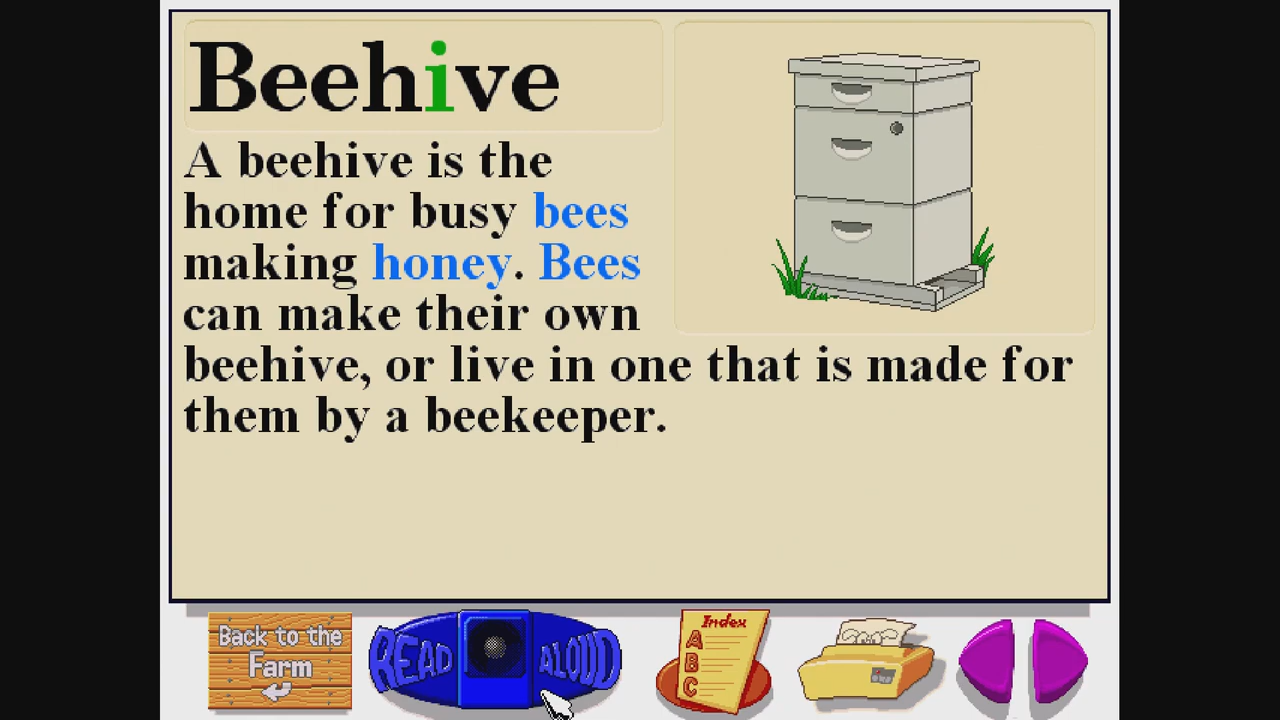 Beehive
A beehive is the
home for busy bees
making honey. Bees
can make their own
beehive, or live in one that is made for
them by a beekeeper.
Back to the
Farm
READ ALOUD
Index
A
B
C